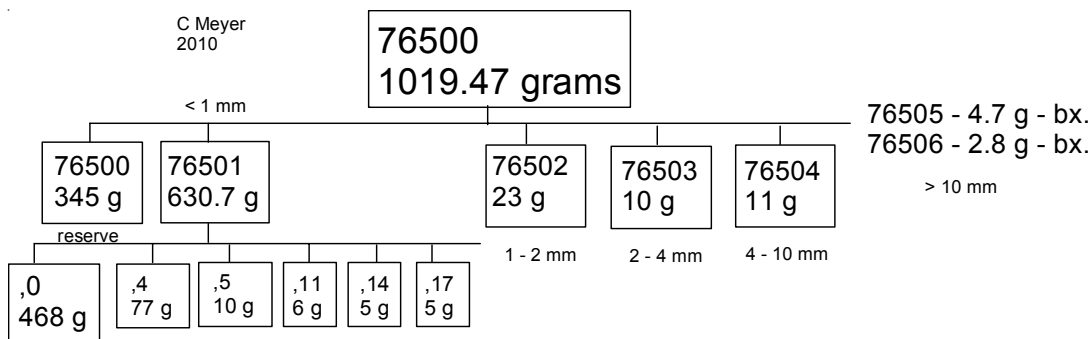 C Meyer
2010
76500
1019.47 grams
< 1 mm
76505 - 4.7 g - bx.
76506 - 2.8 g - bx.
> 10 mm
76500
345 g
reserve
76501
630.7 g
76502
23 g
1 - 2 mm
76503
10 g
2 - 4 mm
76504
11 g
4 - 10 mm
,0
468 g
,4
77 g
,5
10 g
,11
6 g
,14
5 g
,17
5 g